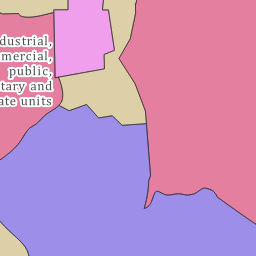 dustrial,
mercial,
public,
tary and
ate units